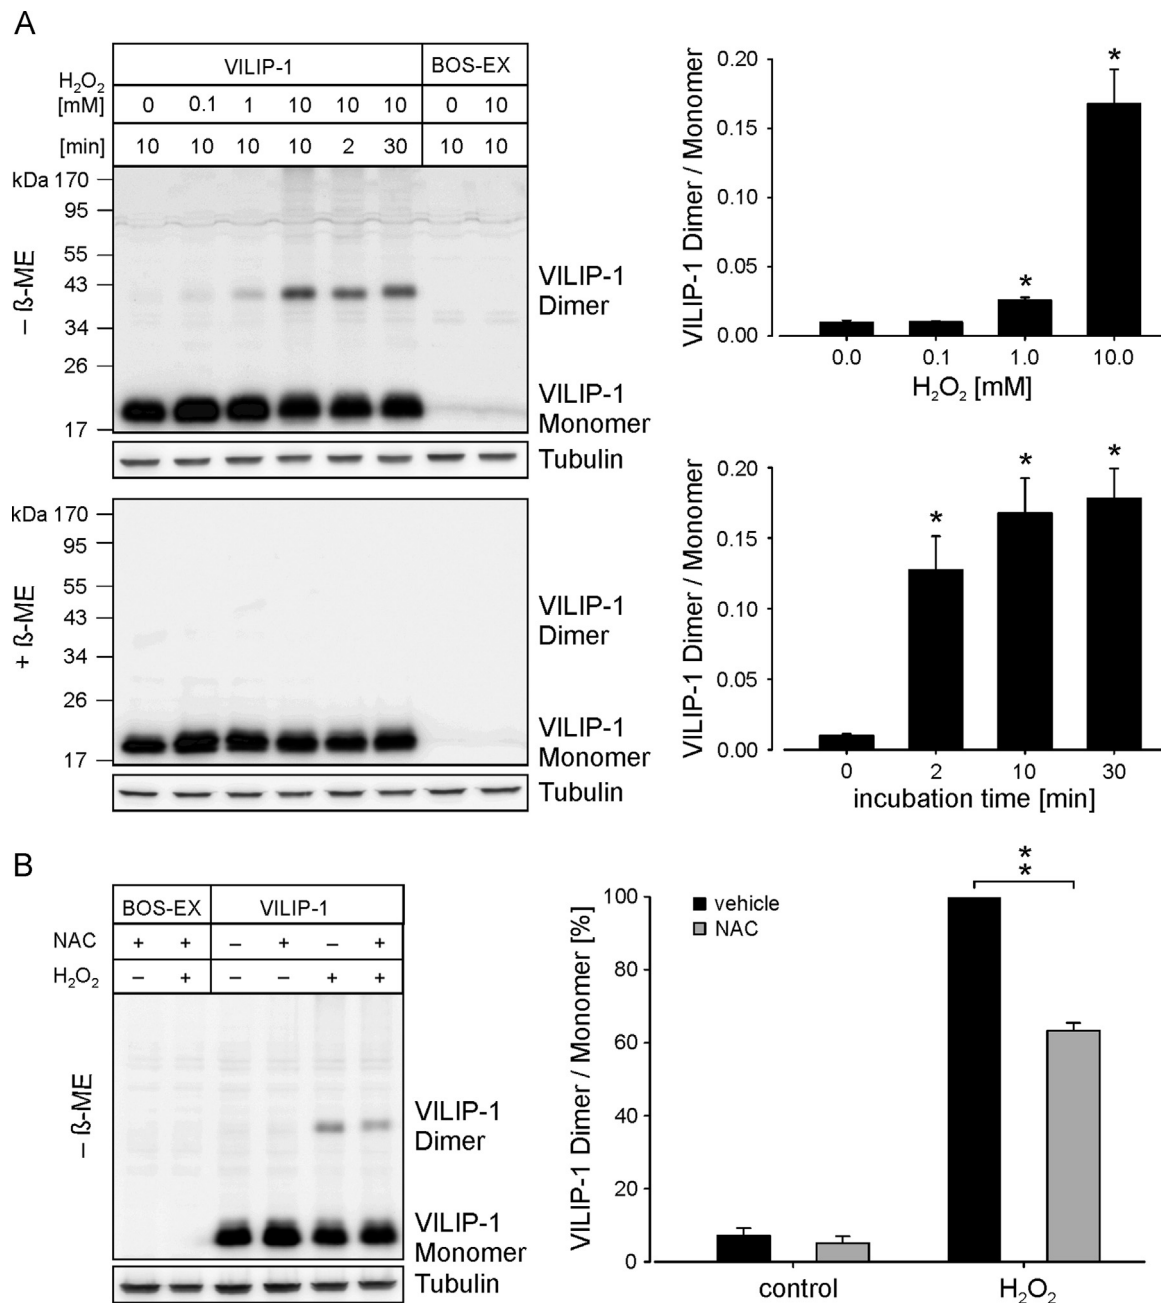 A
VILIP-1 BOS-EX
H₂O₂
[mM] 0 0.1 1 10 10 10 0 10
[min] 10 10 10 10 2 30 10 10
kDa 170
95
55
43
34
26
17
– ß-ME
VILIP-1
Dimer
VILIP-1
Monomer
Tubulin
kDa 170
95
55
43
34
26
17
+ ß-ME
VILIP-1
Dimer
VILIP-1
Monomer
Tubulin
VILIP-1 Dimer / Monomer
0.20
0.15
0.10
0.05
0.00
* *
0.0 0.1 1.0 10.0
H₂O₂ [mM]
VILIP-1 Dimer / Monomer
0.20
0.15
0.10
0.05
0.00
* * *
0 2 10 30
incubation time [min]
B
BOS-EX VILIP-1
NAC + + – + – +
H₂O₂ – + – – + +
– ß-ME
VILIP-1
Dimer
VILIP-1
Monomer
Tubulin
VILIP-1 Dimer / Monomer [%]
100
80
60
40
20
0
vehicle
NAC
*
*
control H₂O₂